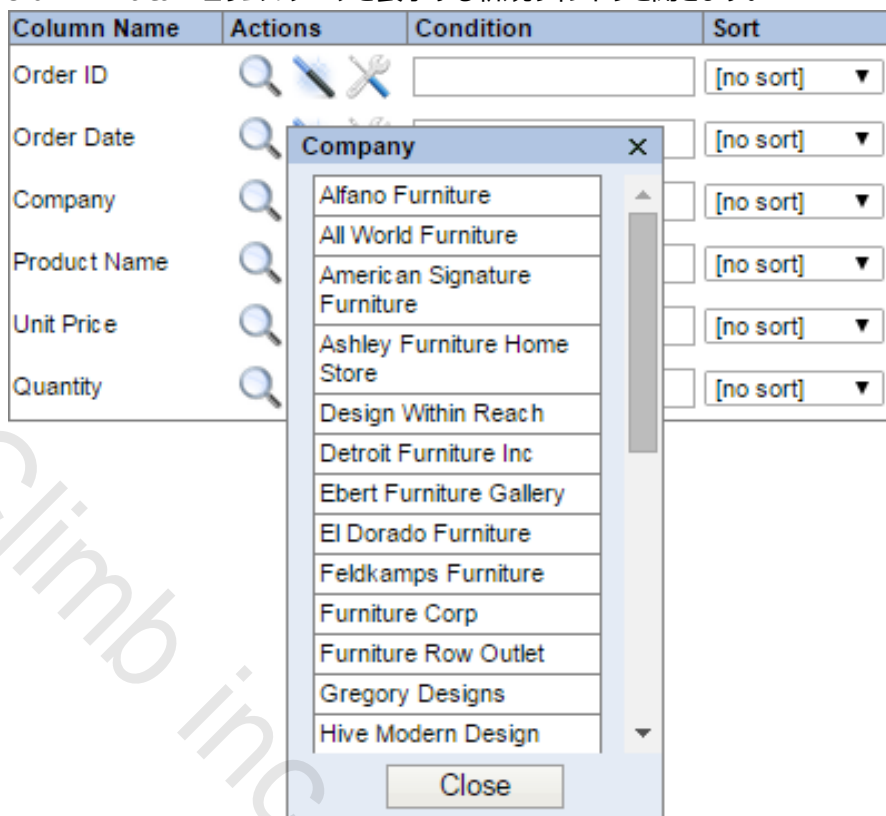 Column Name Actions Condition Sort
Order ID [no sort]
Order Date [no sort]
Company [no sort]
Product Name [no sort]
Unit Price [no sort]
Quantity [no sort]
Company
Alfano Furniture
All World Furniture
American Signature
Furniture
Ashley Furniture Home
Store
Design Within Reach
Detroit Furniture Inc
Ebert Furniture Gallery
El Dorado Furniture
Feldkamps Furniture
Furniture Corp
Furniture Row Outlet
Gregory Designs
Hive Modern Design
Close
Climb inc